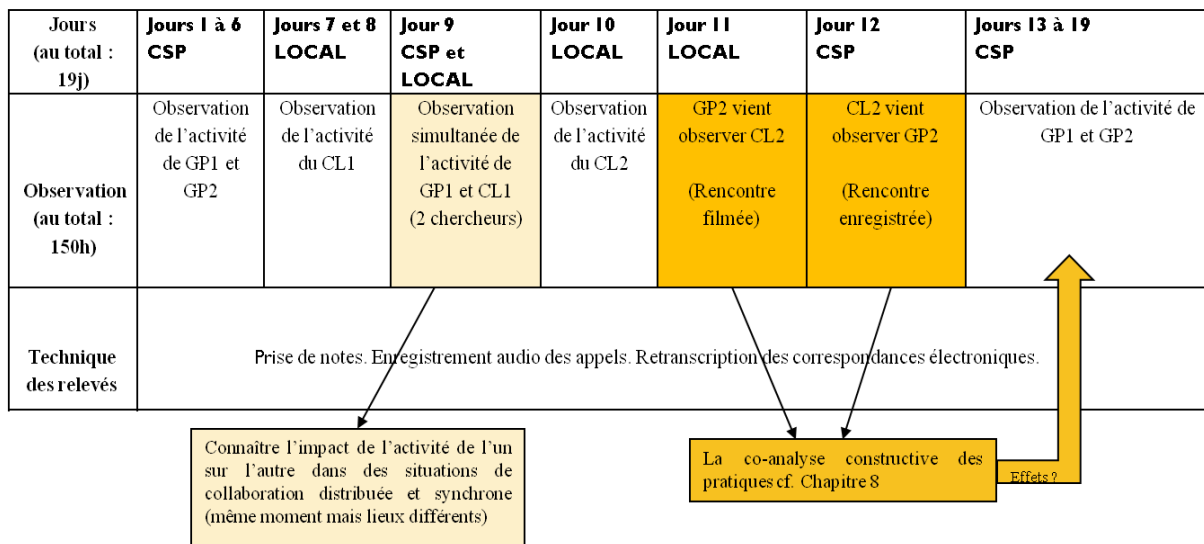 Jours
(au total :
19j)
Jours 1 à 6
CSP
Jours 7 et 8
LOCAL
Jour 9
CSP et
LOCAL
Jour 10
LOCAL
Jour 11
LOCAL
Jour 12
CSP
Jours 13 à 19
CSP
Observation
(au total :
150h)
Observation
de l'activité
de GP1 et
GP2
Observation
de l'activité
du CL1
Observation
simultanée de
l'activité de
GP1 et CL1
(2 chercheurs)
Observation
de l'activité
du CL2
GP2 vient
observer CL2
(Rencontre
filmée)
CL2 vient
observer GP2
(Rencontre
enregistrée)
Observation de l'activité de
GP1 et GP2
Technique
des relevés
Prise de notes. Enregistrement audio des appels. Retranscription des correspondances électroniques.
Connaître l'impact de l'activité de l'un
sur l'autre dans des situations de
collaboration distribuée et synchrone
(même moment mais lieux différents)
La co-analyse constructive des
pratiques cf. Chapitre 8
Effets ?